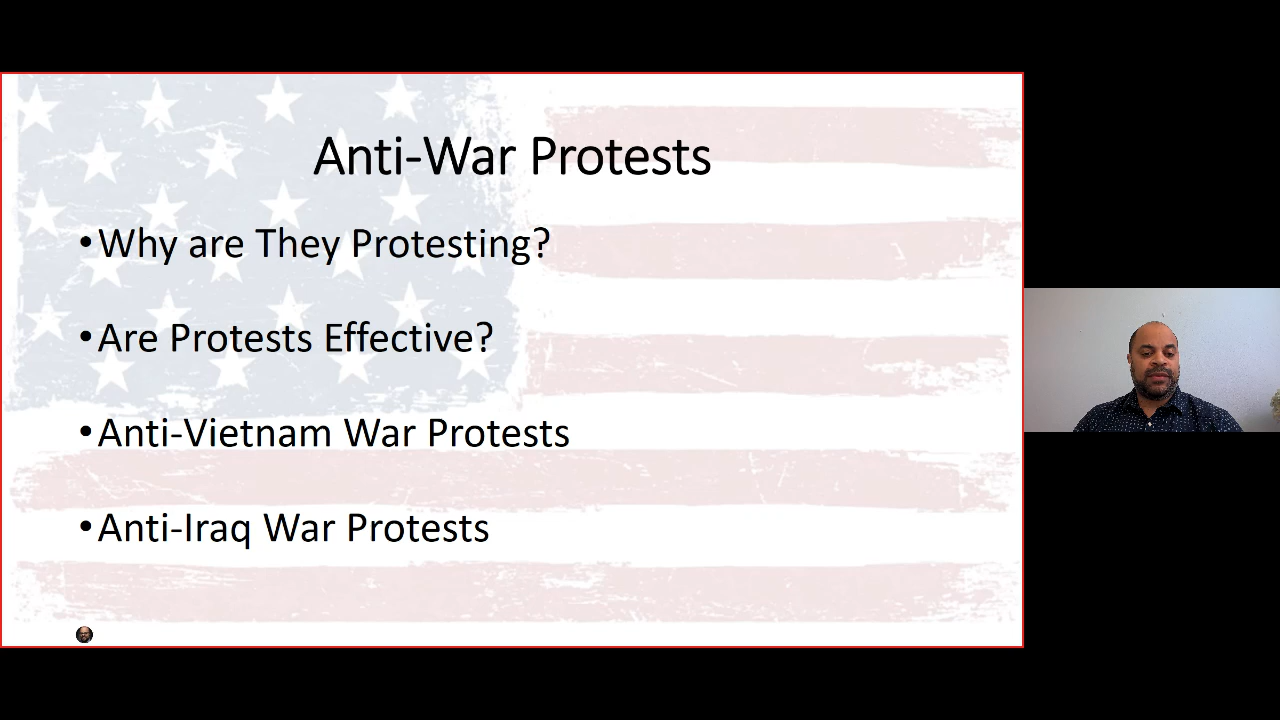 Anti-War Protests
•Why are They Protesting?
•Are Protests Effective?
•Anti-Vietnam War Protests
•Anti-Iraq War Protests